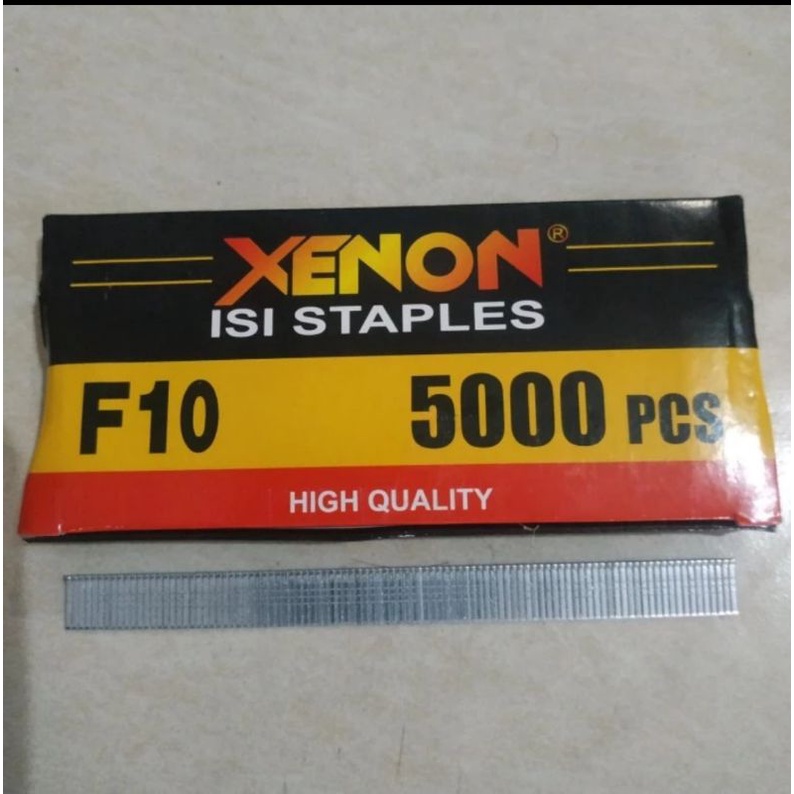 XENON®
ISI STAPLES
F10 5000 PCS
HIGH QUALITY